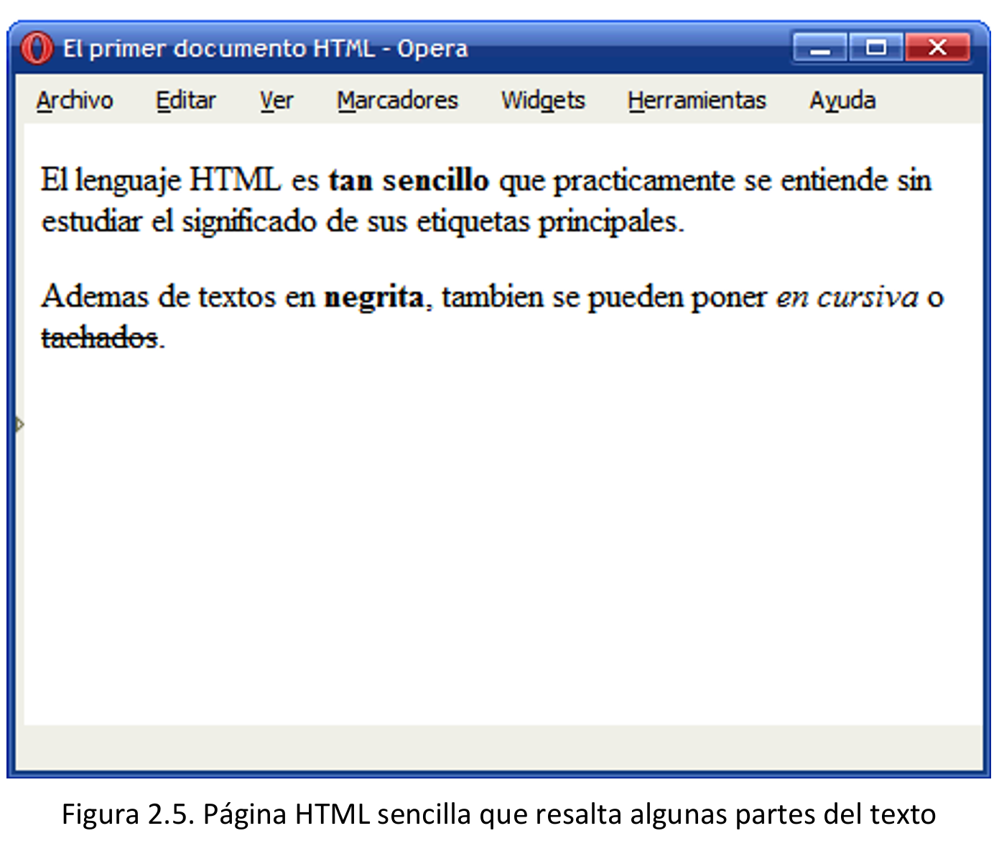 El primer documento HTML - Opera
Archivo Editar Ver Marcadores Widgets Herramientas Ayuda
El lenguaje HTML es tan sencillo que practicamente se entiende sin
estudiar el significado de sus etiquetas principales.
Ademas de textos en negrita, tambien se pueden poner en cursiva o
tachados.
Figura 2.5. Página HTML sencilla que resalta algunas partes del texto